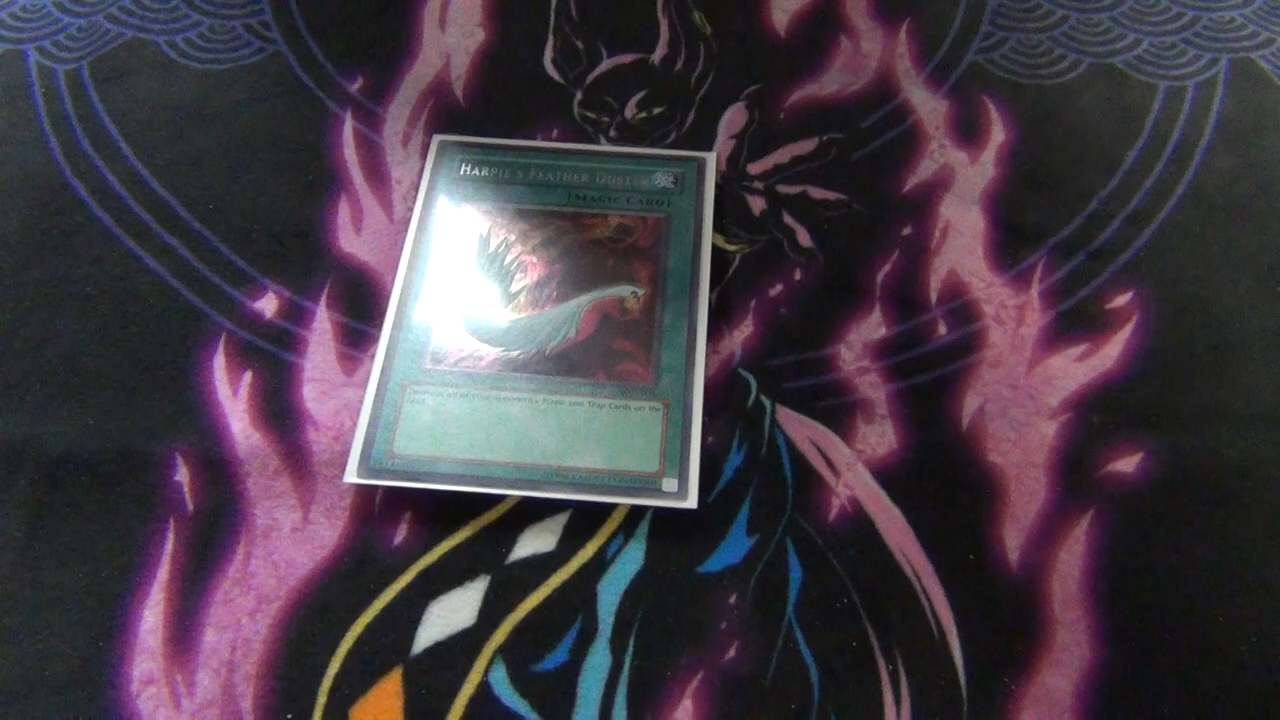 HARPIE'S FEATHER DUSTER
[MAGIC CARD]
Destroys all of your opponent's Magic and Trap Cards on the
field.